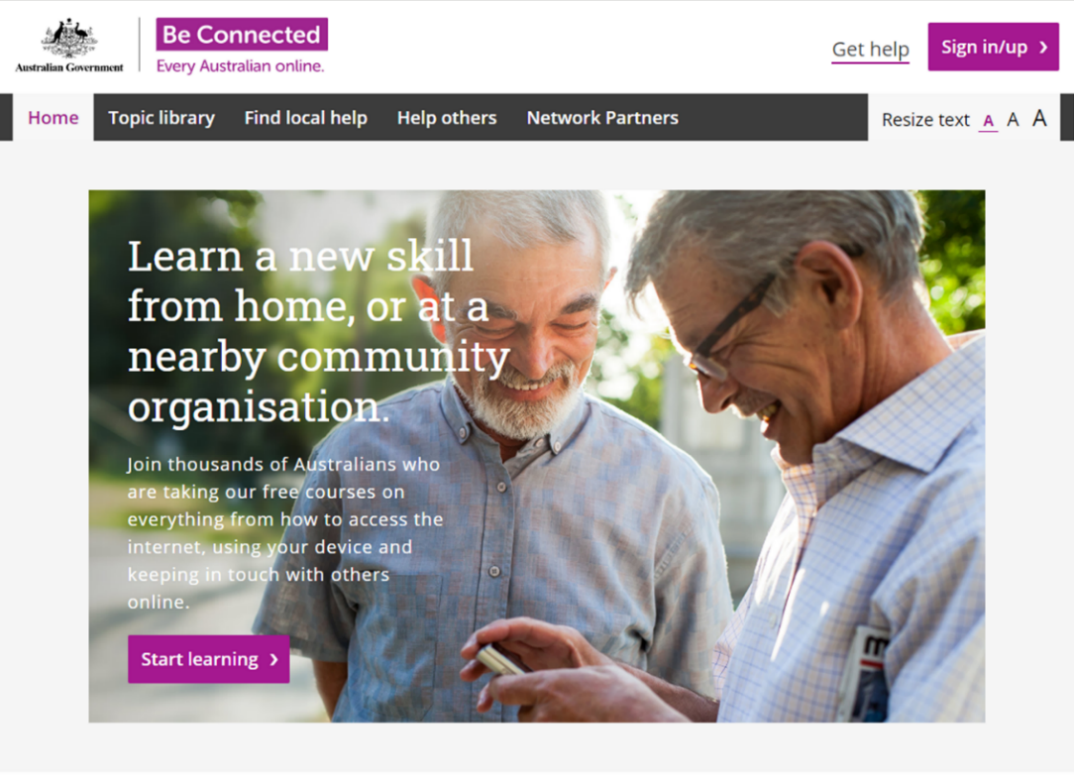 Australian Government
Be Connected
Every Australian online.
Get help
Sign in/up
Home
Topic library
Find local help
Help others
Network Partners
Resize text A A A
Learn a new skill
from home, or at a
nearby community
organisation.
Join thousands of Australians who
are taking our free courses on
everything from how to access the
internet, using your device and
keeping in touch with others
online.
Start learning